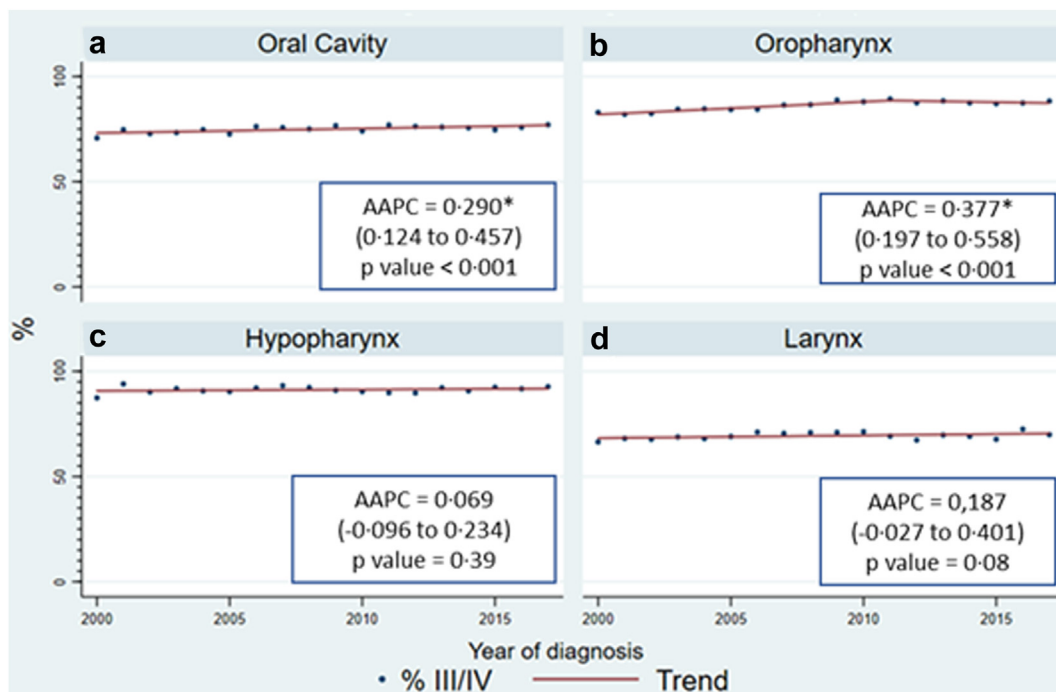 a Oral Cavity
b Oropharynx
100
50
0
AAPC = 0·290*
(0·124 to 0·457)
p value < 0·001
AAPC = 0·377*
(0·197 to 0·558)
p value < 0·001
%
c Hypopharynx
d Larynx
100
50
0
AAPC = 0·069
(-0·096 to 0·234)
p value = 0·39
AAPC = 0,187
(-0·027 to 0·401)
p value = 0·08
2000 2005 2010 2015
2000 2005 2010 2015
Year of diagnosis
% III/IV Trend